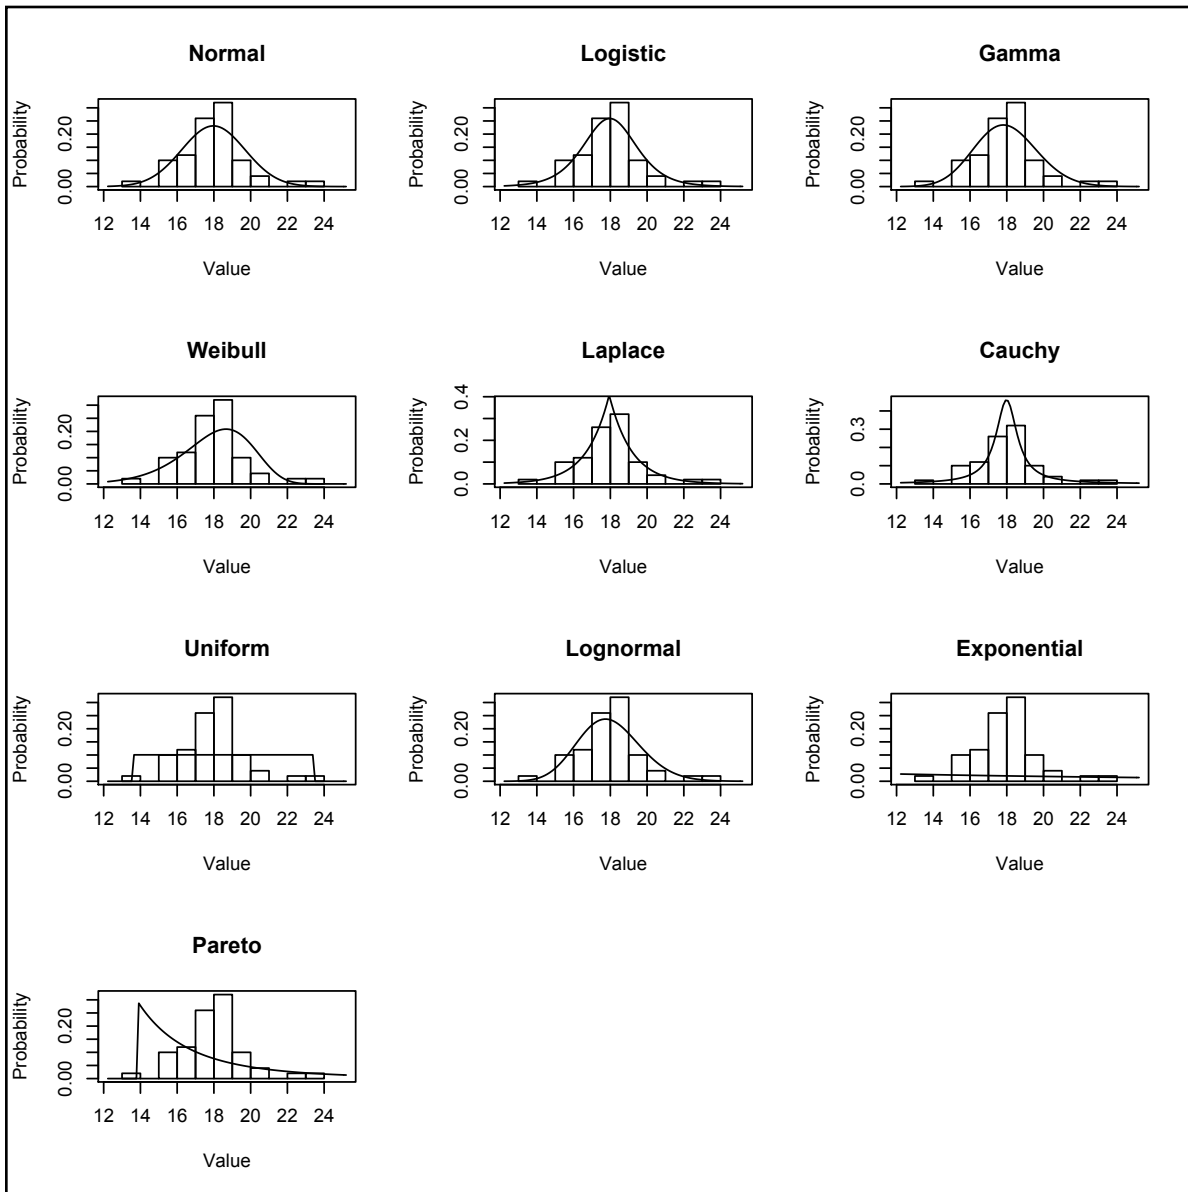 Normal
Probability
0.00 0.20
12 14 16 18 20 22 24
Value
Logistic
Probability
0.00 0.20
12 14 16 18 20 22 24
Value
Gamma
Probability
0.00 0.20
12 14 16 18 20 22 24
Value
Weibull
Probability
0.00 0.20
12 14 16 18 20 22 24
Value
Laplace
Probability
0.0 0.2 0.4
12 14 16 18 20 22 24
Value
Cauchy
Probability
0.0 0.3
12 14 16 18 20 22 24
Value
Uniform
Probability
0.00 0.20
12 14 16 18 20 22 24
Value
Lognormal
Probability
0.00 0.20
12 14 16 18 20 22 24
Value
Exponential
Probability
0.00 0.20
12 14 16 18 20 22 24
Value
Pareto
Probability
0.00 0.20
12 14 16 18 20 22 24
Value